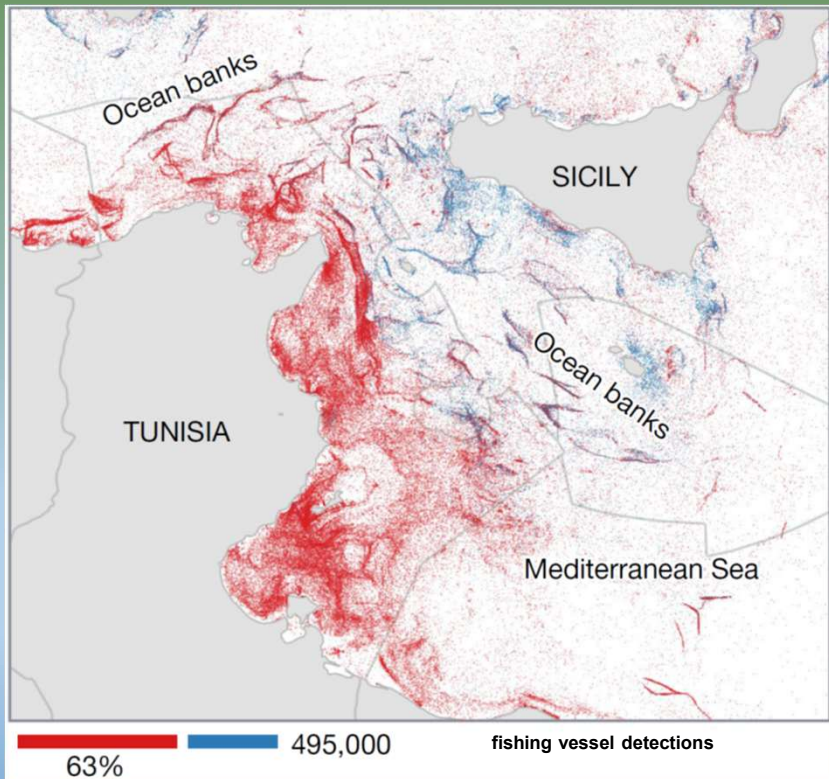 Ocean banks
SICILY
Ocean banks
TUNISIA
Mediterranean Sea
495,000
fishing vessel detections
63%